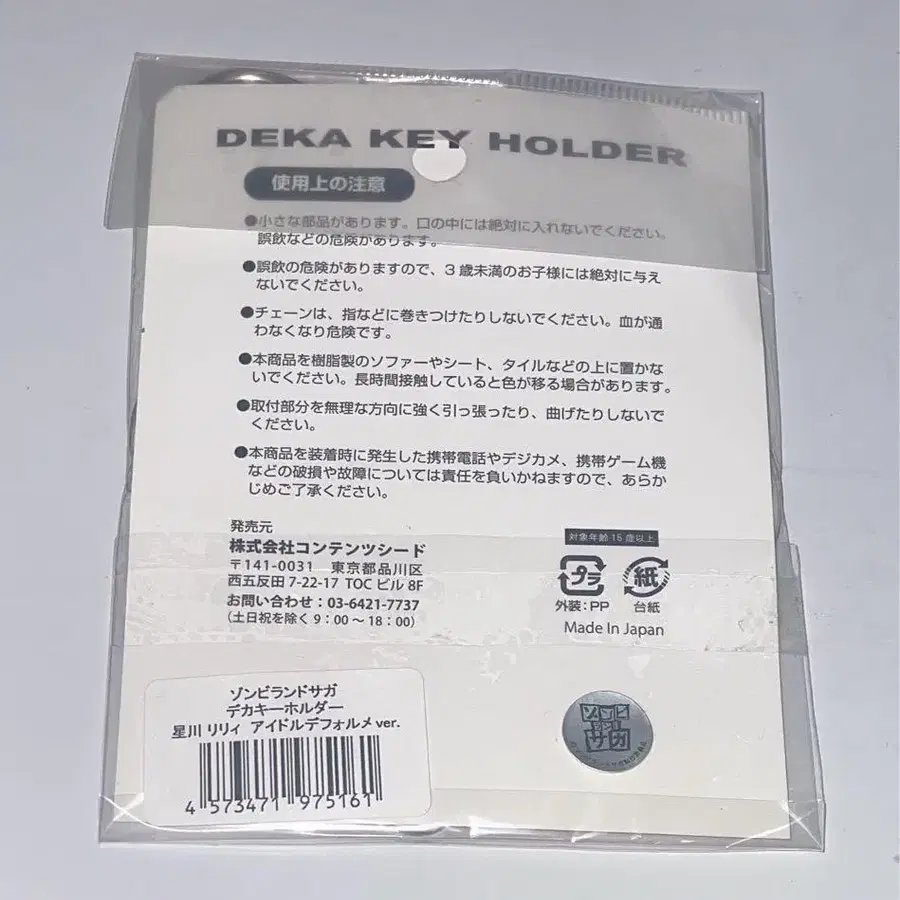 DEKA KEY HOLDER
使用上の注意
●小さな部品があります。口の中には絶対に入れないでください。
誤飲などの危険があります。
●誤飲の危険がありますので、3歳未満のお子様には絶対に与え
ないでください。
●チェーンは、指などに巻きつけたりしないでください。血が通
わなくなり危険です。
●本商品を樹脂製のソファーやシート、タイルなどの上に置かな
いでください。長時間接触していると色が移る場合があります。
●取付部分を無理な方向に強く引っ張ったり、曲げたりしないで
ください。
●本商品を装着時に発生した携帯電話やデジカメ、携帯ゲーム機
などの破損や故障については責任を負いかねますので、あらか
じめご了承ください。
発売元
株式会社コンテンツシード
〒141-0031 東京都品川区
西五反田 7-22-17 TOC ビル 8F
お問い合わせ：03-6421-7737
（土日祝を除く 9：00～18：00）
対象年齢15歳以上
プラ
紙
外装：PP
台紙
Made In Japan
ゾンビランドサガ
デカキーホルダー
星川 リリィ アイドルデフォルメ ver.
4 573471 975161
ゾンビ
ランド
サガ